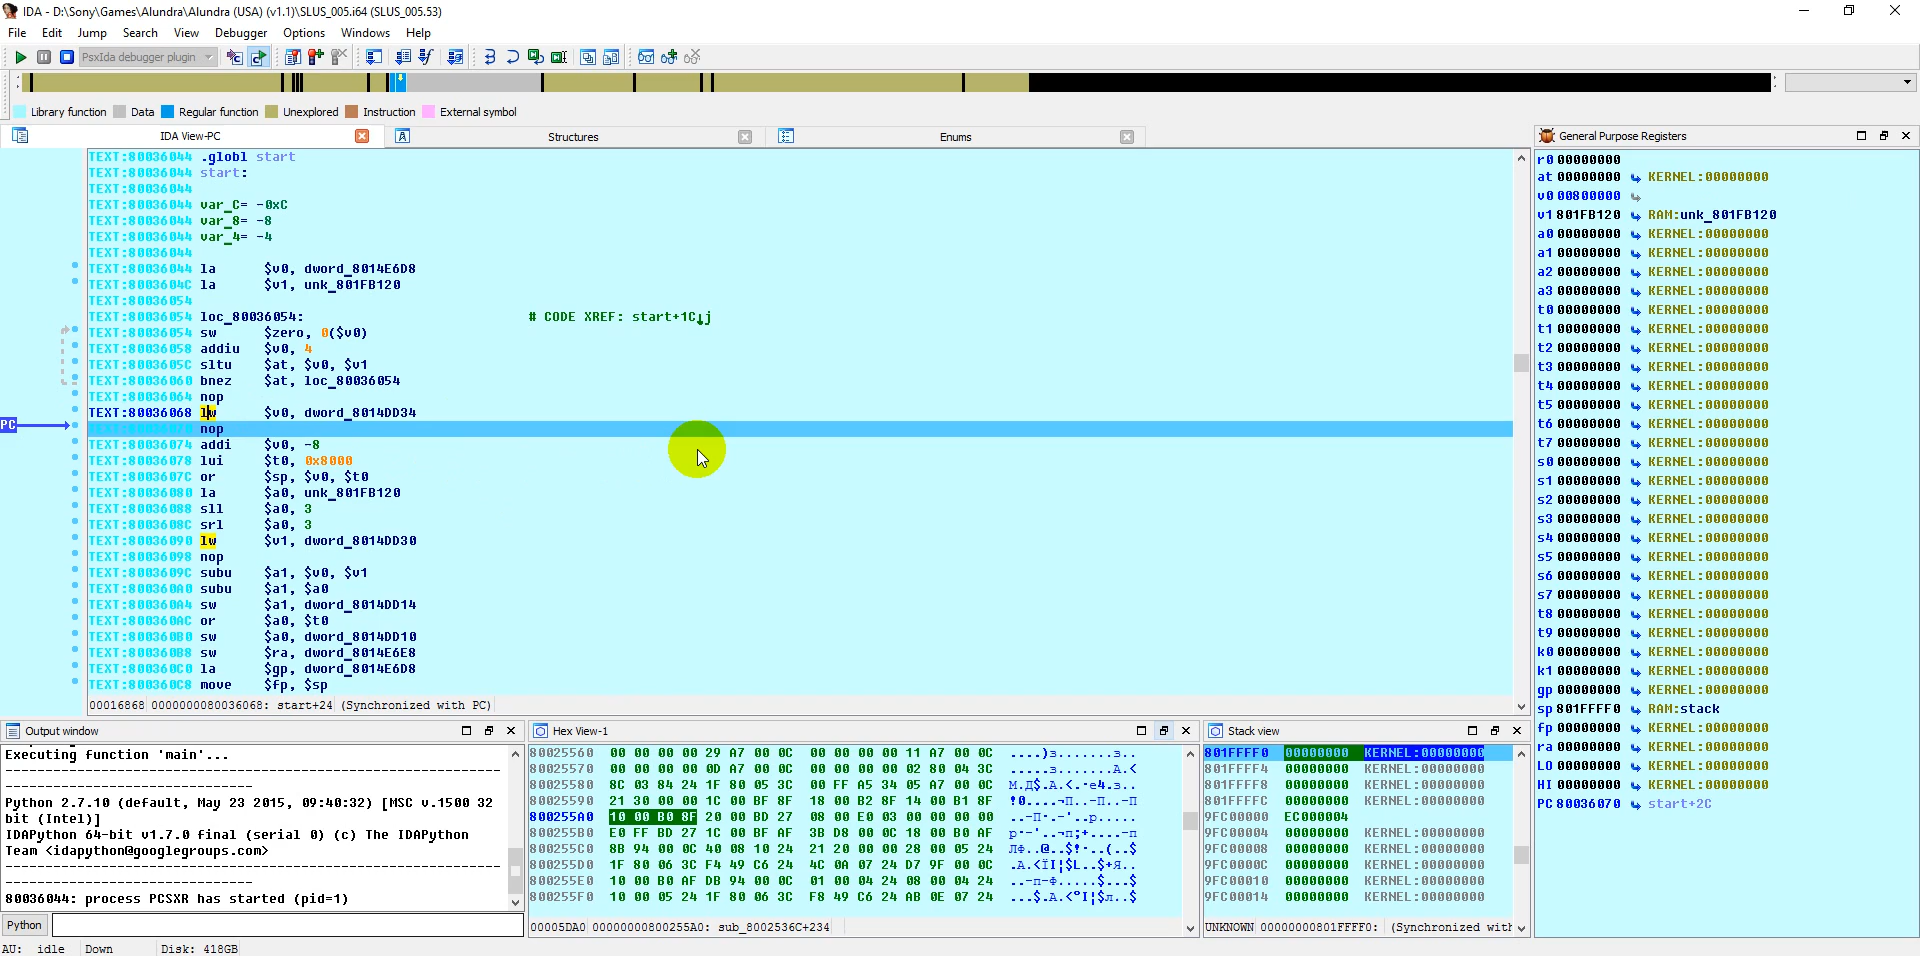 IDA - D:\Sony\Games\Alundra\Alundra (USA) (v1.1)\SLUS_005.i64 (SLUS_005.53)
File Edit Jump Search View Debugger Options Windows Help
PsxIda debugger plugin
Library function Data Regular function Unexplored Instruction External symbol
IDA View-PC Structures Enums
TEXT:80036044 .globl start
TEXT:80036044 start:
TEXT:80036044
TEXT:80036044 var_C= -0xC
TEXT:80036044 var_8= -8
TEXT:80036044 var_4= -4
TEXT:80036044
TEXT:80036044 la $v0, dword_8014E6D8
TEXT:8003604C la $v1, unk_801FB120
TEXT:80036054
TEXT:80036054 loc_80036054: # CODE XREF: start+1C↓j
TEXT:80036054 sw $zero, 0($v0)
TEXT:80036058 addiu $v0, 4
TEXT:8003605C sltu $at, $v0, $v1
TEXT:80036060 bnez $at, loc_80036054
TEXT:80036064 nop
TEXT:80036068 lw $v0, dword_8014DD34
PC TEXT:80036070 nop
TEXT:80036074 addi $v0, -8
TEXT:80036078 lui $t0, 0x8000
TEXT:8003607C or $sp, $v0, $t0
TEXT:80036080 la $a0, unk_801FB120
TEXT:80036088 sll $a0, 3
TEXT:8003608C srl $a0, 3
TEXT:80036090 lw $v1, dword_8014DD30
TEXT:80036098 nop
TEXT:8003609C subu $a1, $v0, $v1
TEXT:800360A0 subu $a1, $a0
TEXT:800360A4 sw $a1, dword_8014DD14
TEXT:800360AC or $a0, $t0
TEXT:800360B0 sw $a0, dword_8014DD10
TEXT:800360B8 sw $ra, dword_8014E6E8
TEXT:800360C0 la $gp, dword_8014E6D8
TEXT:800360C8 move $fp, $sp
00016868 0000000080036068: start+24 (Synchronized with PC)
General Purpose Registers
r0 00000000
at 00000000 KERNEL:00000000
v0 00800000
v1 801FB120 RAM:unk_801FB120
a0 00000000 KERNEL:00000000
a1 00000000 KERNEL:00000000
a2 00000000 KERNEL:00000000
a3 00000000 KERNEL:00000000
t0 00000000 KERNEL:00000000
t1 00000000 KERNEL:00000000
t2 00000000 KERNEL:00000000
t3 00000000 KERNEL:00000000
t4 00000000 KERNEL:00000000
t5 00000000 KERNEL:00000000
t6 00000000 KERNEL:00000000
t7 00000000 KERNEL:00000000
s0 00000000 KERNEL:00000000
s1 00000000 KERNEL:00000000
s2 00000000 KERNEL:00000000
s3 00000000 KERNEL:00000000
s4 00000000 KERNEL:00000000
s5 00000000 KERNEL:00000000
s6 00000000 KERNEL:00000000
s7 00000000 KERNEL:00000000
t8 00000000 KERNEL:00000000
t9 00000000 KERNEL:00000000
k0 00000000 KERNEL:00000000
k1 00000000 KERNEL:00000000
gp 00000000 KERNEL:00000000
sp 801FFFF0 RAM:stack
fp 00000000 KERNEL:00000000
ra 00000000 KERNEL:00000000
LO 00000000 KERNEL:00000000
HI 00000000 KERNEL:00000000
PC 80036070 start+2C
Output window
Executing function 'main'...
Python 2.7.10 (default, May 23 2015, 09:40:32) [MSC v.1500 32
bit (Intel)]
IDAPython 64-bit v1.7.0 final (serial 0) (c) The IDAPython
Team <idapython@googlegroups.com>
80036044: process PCSXR has started (pid=1)
Python
Hex View-1
80025560 00 00 00 00 29 A7 00 0C 00 00 00 00 11 A7 00 0C
80025570 00 00 00 00 0D A7 00 0C 00 00 00 00 02 80 04 3C
80025580 8C 03 84 24 1F 80 05 3C 00 FF A5 34 05 A7 00 0C
80025590 21 30 00 00 1C 00 BF 8F 18 00 B2 8F 14 00 B1 8F
800255A0 10 00 B0 8F 20 00 BD 27 08 00 E0 03 00 00 00 00
800255B0 E0 FF BD 27 1C 00 BF AF 3B D8 00 0C 18 00 B0 AF
800255C0 8B 94 00 0C 40 08 10 24 21 20 00 00 28 00 05 24
800255D0 1F 80 06 3C F4 49 C6 24 4C 0A 07 24 D7 9F 00 0C
800255E0 10 00 B0 AF DB 94 00 0C 01 00 04 24 08 00 04 24
800255F0 10 00 05 24 1F 80 06 3C F8 49 C6 24 AB 0E 07 24
00005DA0 00000000800255A0: sub_8002536C+234
Stack view
801FFFF0 00000000 KERNEL:00000000
801FFFF4 00000000 KERNEL:00000000
801FFFF8 00000000 KERNEL:00000000
801FFFFC 00000000 KERNEL:00000000
9FC00000 EC000004
9FC00004 00000000 KERNEL:00000000
9FC00008 00000000 KERNEL:00000000
9FC0000C 00000000 KERNEL:00000000
9FC00010 00000000 KERNEL:00000000
9FC00014 00000000 KERNEL:00000000
UNKNOWN 00000000801FFFF0: (Synchronized with
AU: idle Down Disk: 418GB